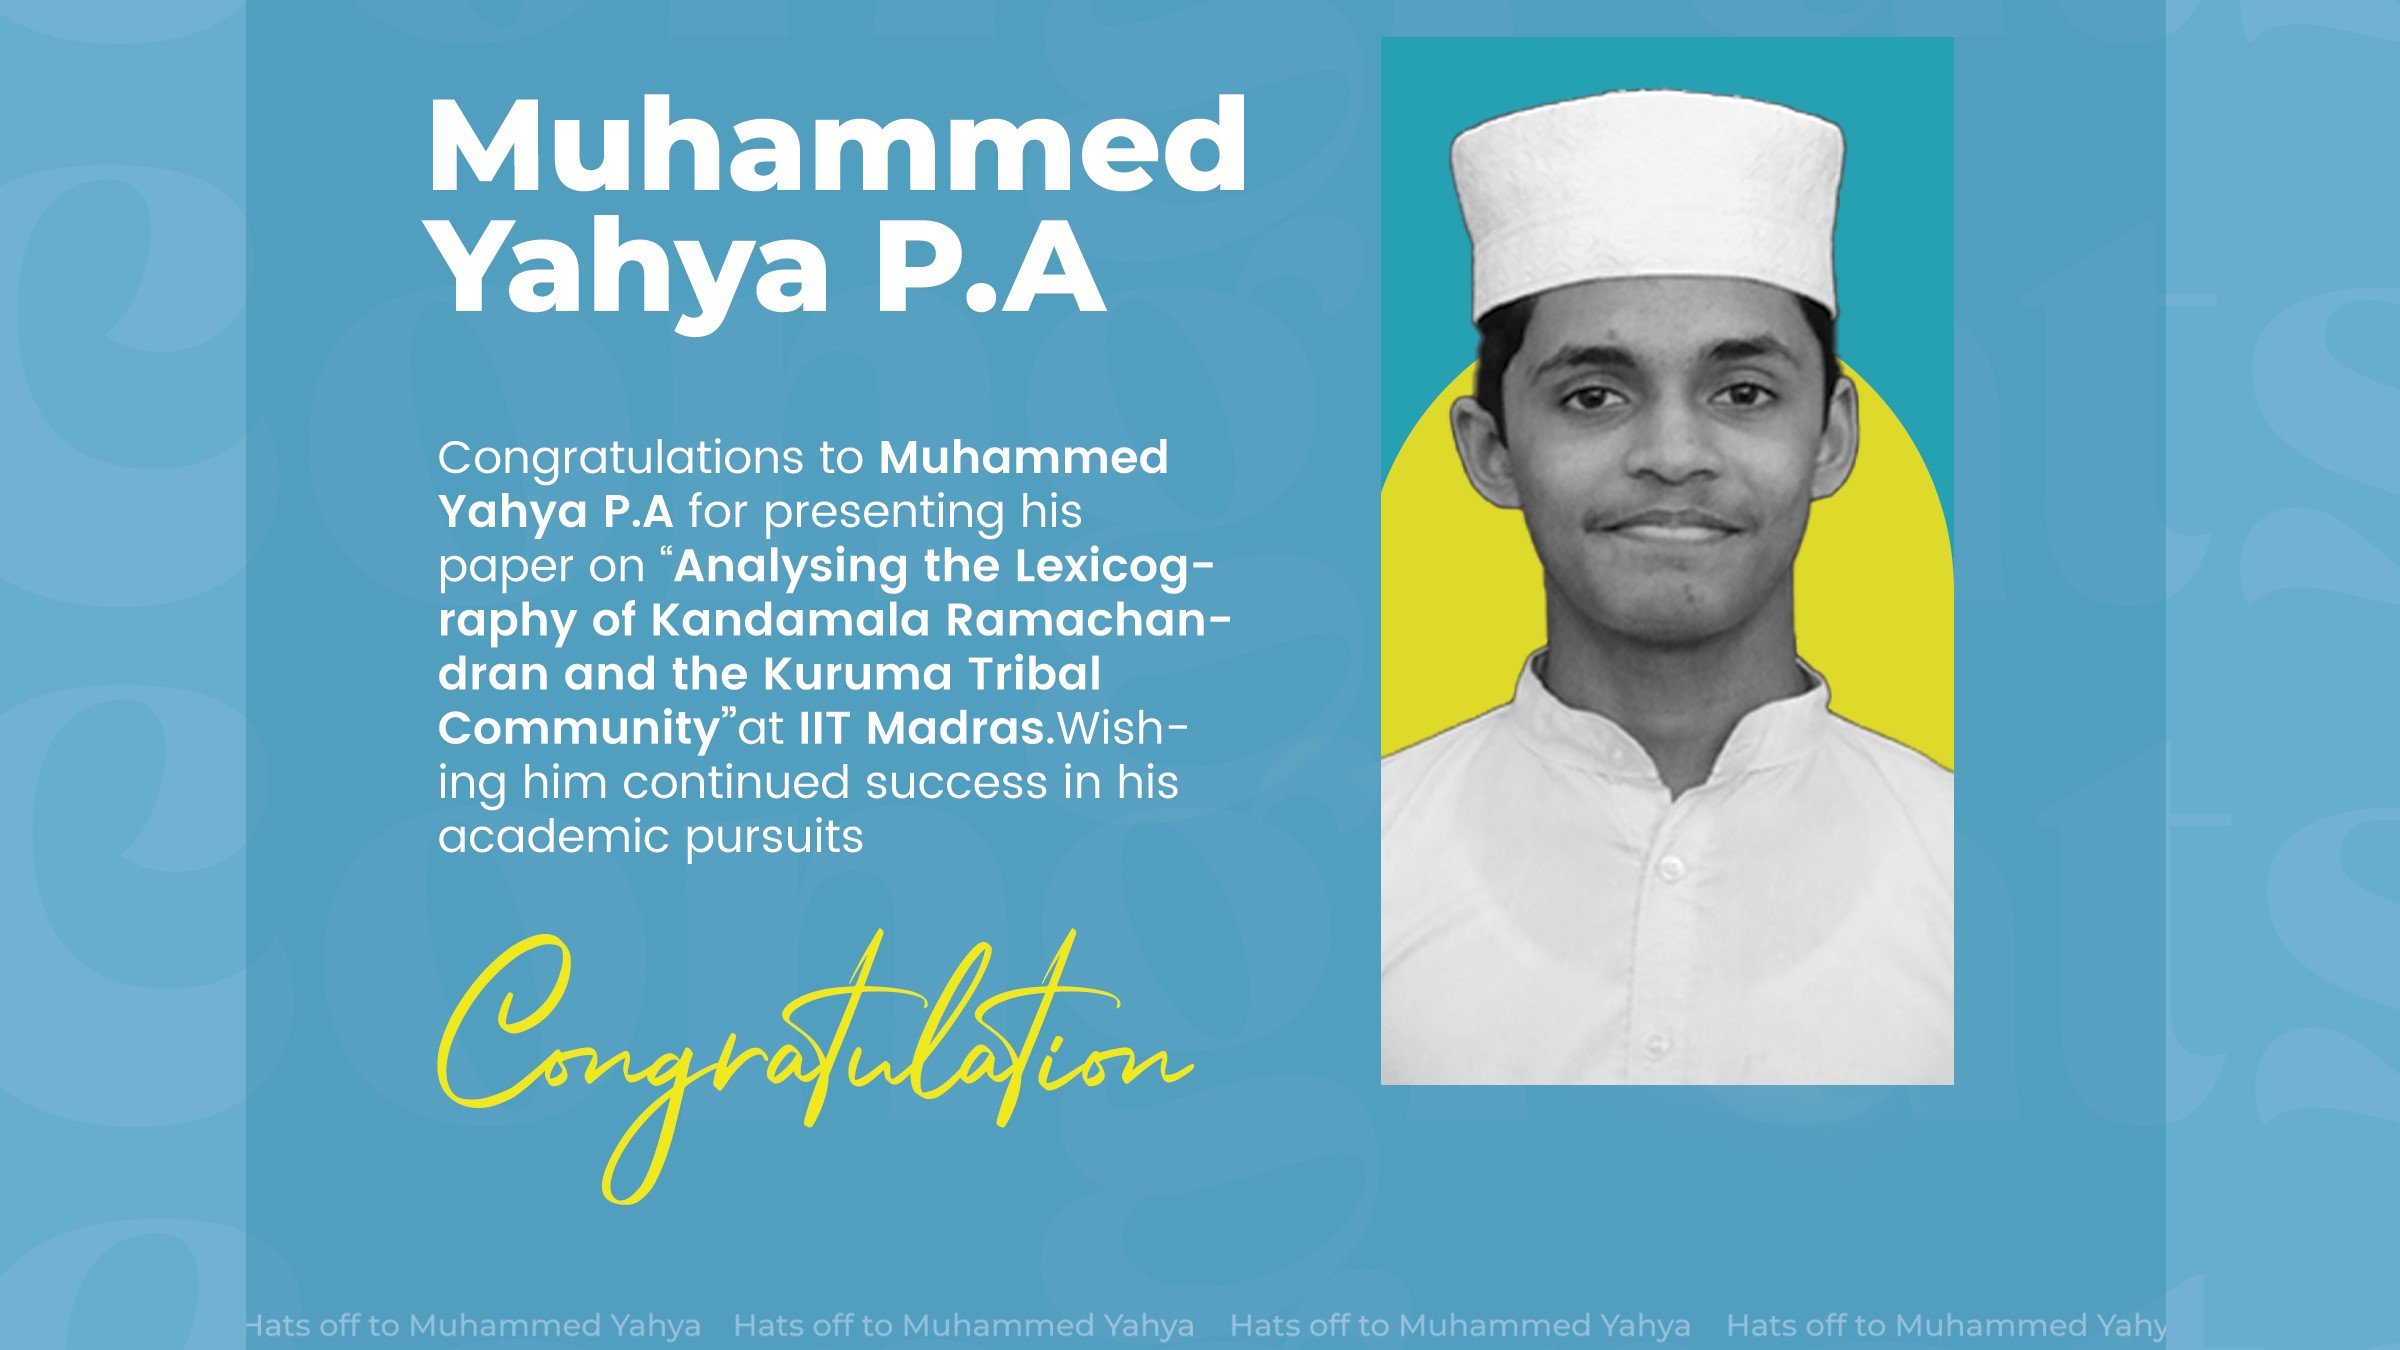 Muhammed
Yahya P.A
Congratulations to Muhammed
Yahya P.A for presenting his
paper on “Analysing the Lexicog-
raphy of Kandamala Ramachan-
dran and the Kuruma Tribal
Community”at IIT Madras.Wish-
ing him continued success in his
academic pursuits
Congratulation
Hats off to Muhammed Yahya Hats off to Muhammed Yahya Hats off to Muhammed Yahya Hats off to Muhammed Yahy
Congrats
Congrats